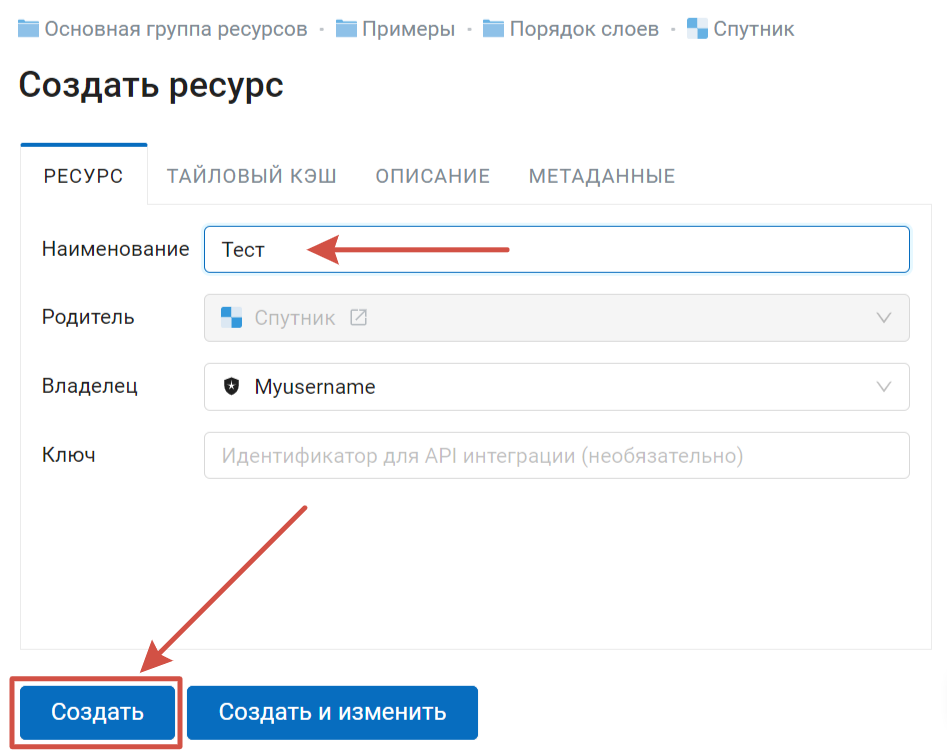 Основная группа ресурсов · Примеры · Порядок слоев · Спутник
Создать ресурс
РЕСУРС ТАЙЛОВЫЙ КЭШ ОПИСАНИЕ МЕТАДАННЫЕ
Наименование Тест
Родитель Спутник
Владелец Myusername
Ключ Идентификатор для API интеграции (необязательно)
Создать Создать и изменить